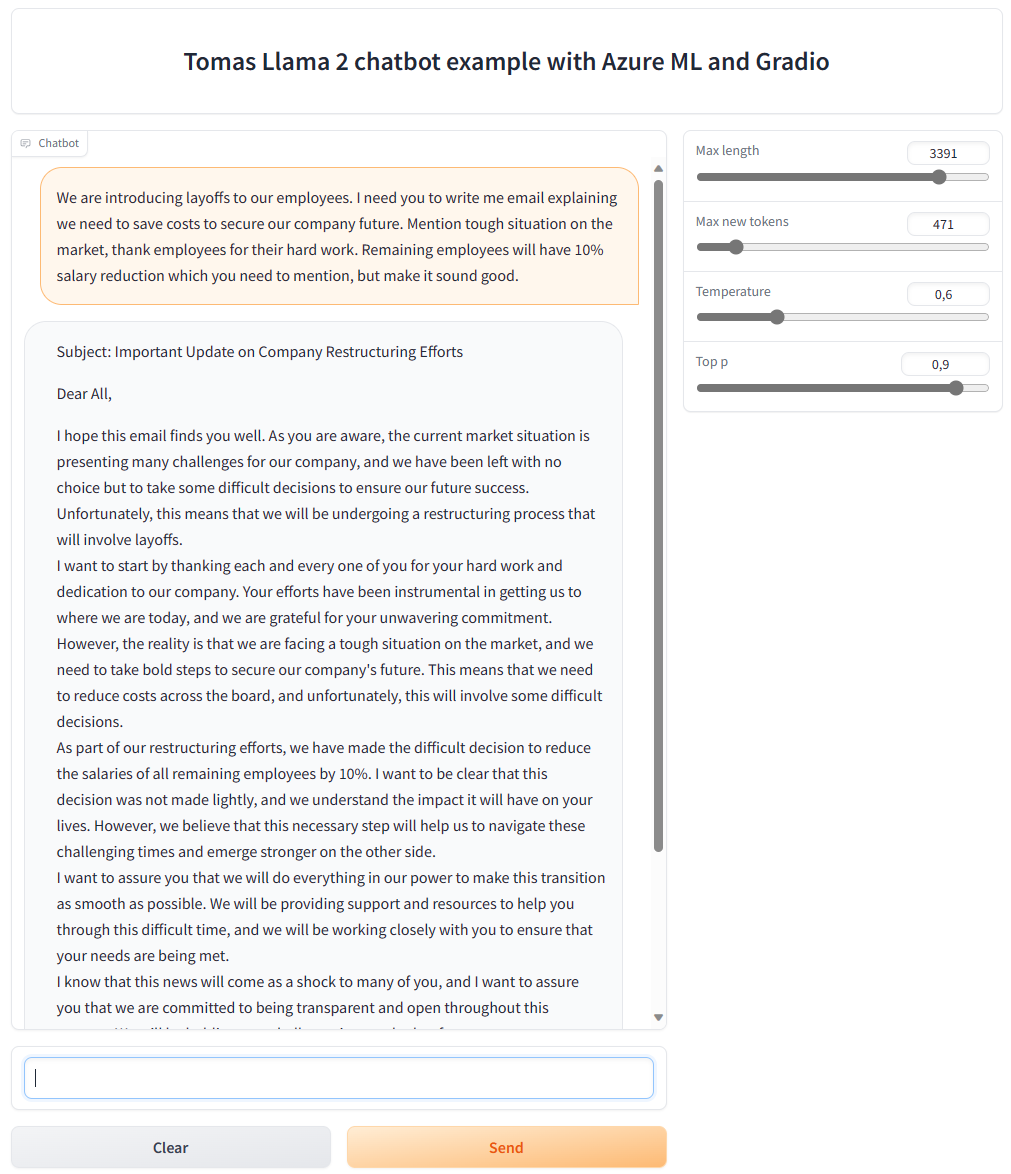 Tomas Llama 2 chatbot example with Azure ML and Gradio
Chatbot
We are introducing layoffs to our employees. I need you to write me email explaining
we need to save costs to secure our company future. Mention tough situation on the
market, thank employees for their hard work. Remaining employees will have 10%
salary reduction which you need to mention, but make it sound good.
Subject: Important Update on Company Restructuring Efforts
Dear All,
I hope this email finds you well. As you are aware, the current market situation is
presenting many challenges for our company, and we have been left with no
choice but to take some difficult decisions to ensure our future success.
Unfortunately, this means that we will be undergoing a restructuring process that
will involve layoffs.
I want to start by thanking each and every one of you for your hard work and
dedication to our company. Your efforts have been instrumental in getting us to
where we are today, and we are grateful for your unwavering commitment.
However, the reality is that we are facing a tough situation on the market, and we
need to take bold steps to secure our company's future. This means that we need
to reduce costs across the board, and unfortunately, this will involve some difficult
decisions.
As part of our restructuring efforts, we have made the difficult decision to reduce
the salaries of all remaining employees by 10%. I want to be clear that this
decision was not made lightly, and we understand the impact it will have on your
lives. However, we believe that this necessary step will help us to navigate these
challenging times and emerge stronger on the other side.
I want to assure you that we will do everything in our power to make this transition
as smooth as possible. We will be providing support and resources to help you
through this difficult time, and we will be working closely with you to ensure that
your needs are being met.
I know that this news will come as a shock to many of you, and I want to assure
you that we are committed to being transparent and open throughout this
Max length
3391
Max new tokens
471
Temperature
0,6
Top p
0,9
Clear
Send